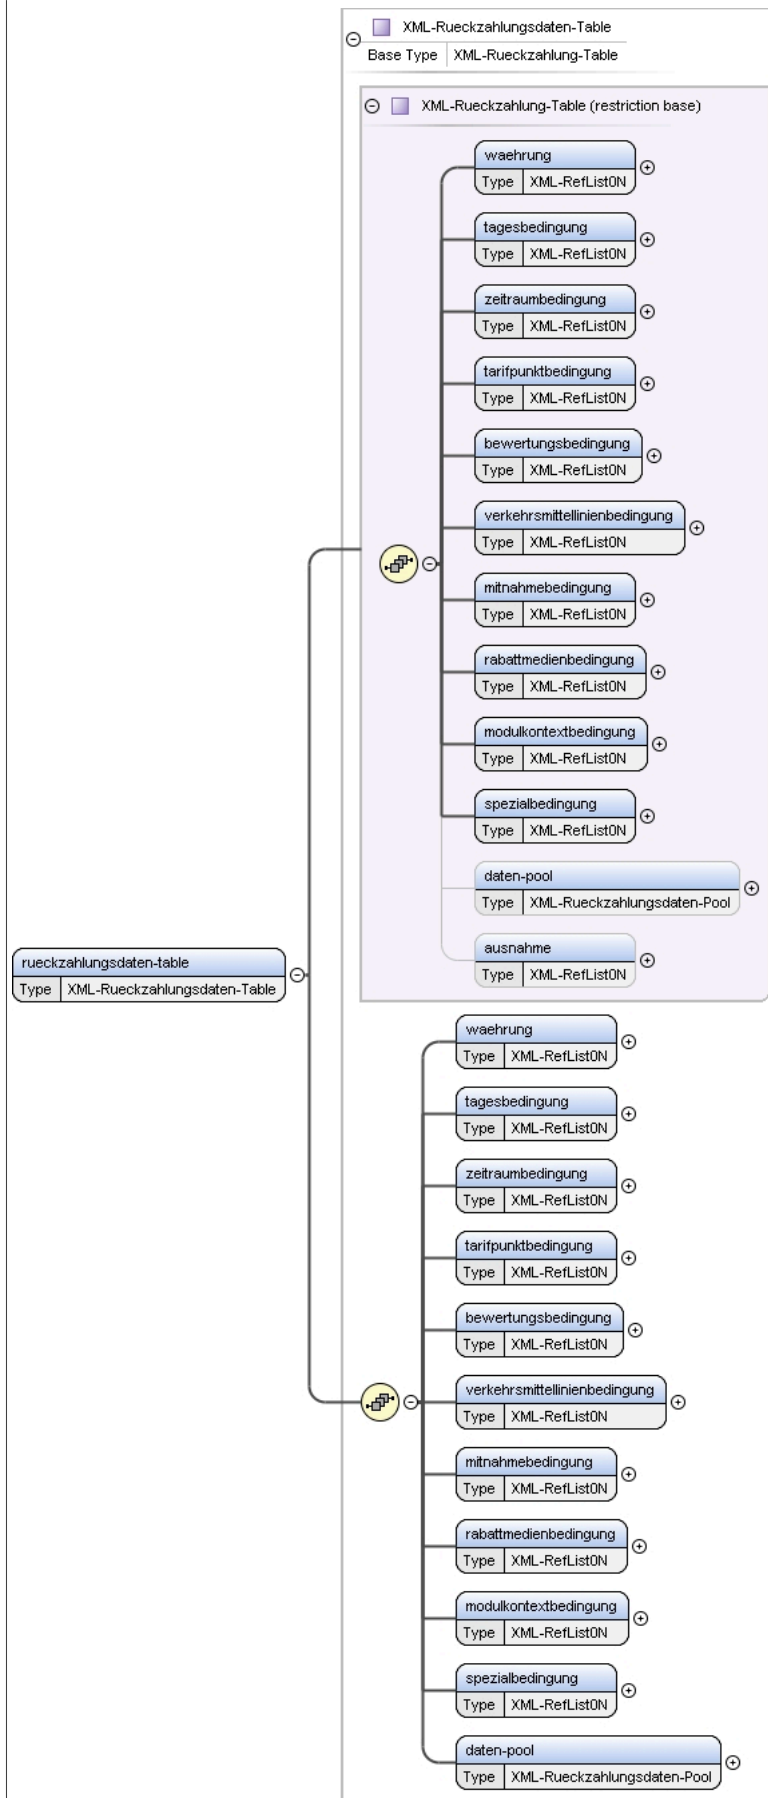 XML-Rueckzahlungsdaten-Table
Base Type XML-Rueckzahlung-Table
XML-Rueckzahlung-Table (restriction base)
waehrung
Type XML-RefList0N
tagesbedingung
Type XML-RefList0N
zeitraumbedingung
Type XML-RefList0N
tarifpunktbedingung
Type XML-RefList0N
bewertungsbedingung
Type XML-RefList0N
verkehrsmittellinienbedingung
Type XML-RefList0N
mitnahmebedingung
Type XML-RefList0N
rabattmedienbedingung
Type XML-RefList0N
modulkontextbedingung
Type XML-RefList0N
spezialbedingung
Type XML-RefList0N
daten-pool
Type XML-Rueckzahlungsdaten-Pool
ausnahme
Type XML-RefList0N
rueckzahlungsdaten-table
Type XML-Rueckzahlungsdaten-Table
waehrung
Type XML-RefList0N
tagesbedingung
Type XML-RefList0N
zeitraumbedingung
Type XML-RefList0N
tarifpunktbedingung
Type XML-RefList0N
bewertungsbedingung
Type XML-RefList0N
verkehrsmittellinienbedingung
Type XML-RefList0N
mitnahmebedingung
Type XML-RefList0N
rabattmedienbedingung
Type XML-RefList0N
modulkontextbedingung
Type XML-RefList0N
spezialbedingung
Type XML-RefList0N
daten-pool
Type XML-Rueckzahlungsdaten-Pool